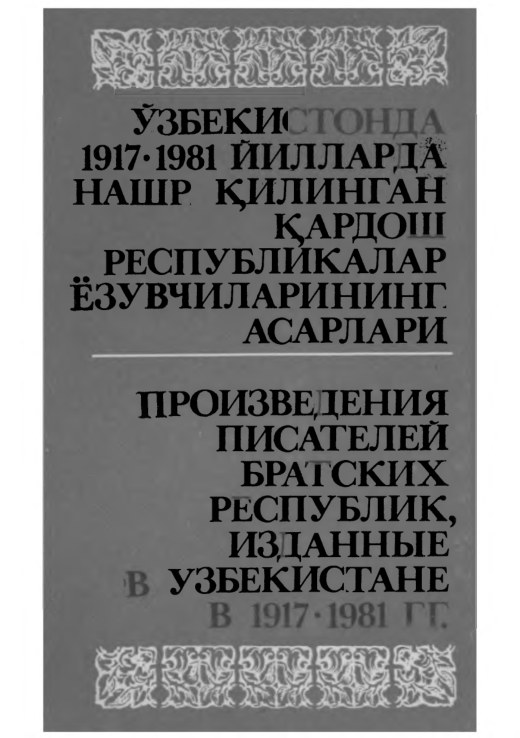 ЎЗБЕКИСТОНДА
1917·1981 ЙИЛЛАРДА
НАШР ҚИЛИНГАН
ҚАРДОШ
РЕСПУБЛИКАЛАР
ЁЗУВЧИЛАРИНИНГ
АСАРЛАРИ
ПРОИЗВЕДЕНИЯ
ПИСАТЕЛЕЙ
БРАТСКИХ
РЕСПУБЛИК,
ИЗДАННЫЕ
В УЗБЕКИСТАНЕ
В 1917·1981 ГГ.